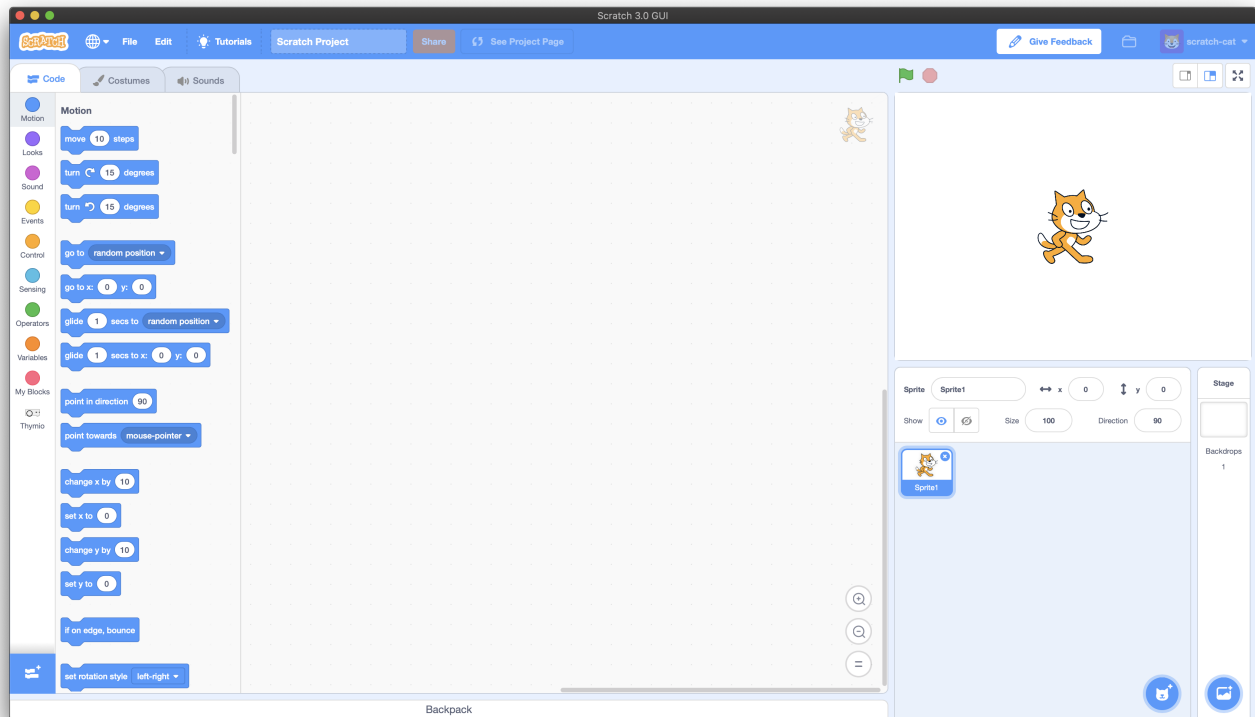 Scratch 3.0 GUI
SCRATCH File Edit Tutorials Scratch Project Share See Project Page Give Feedback scratch-cat
Code Costumes Sounds
Motion
Looks
Sound
Events
Control
Sensing
Operators
Variables
My Blocks
Thymio
Motion
move 10 steps
turn 15 degrees
turn 15 degrees
go to random position
go to x: 0 y: 0
glide 1 secs to random position
glide 1 secs to x: 0 y: 0
point in direction 90
point towards mouse-pointer
change x by 10
set x to 0
change y by 10
set y to 0
if on edge, bounce
set rotation style left-right
Backpack
Sprite Sprite1 x 0 y 0
Show Size 100 Direction 90
Sprite1
Stage
Backdrops
1